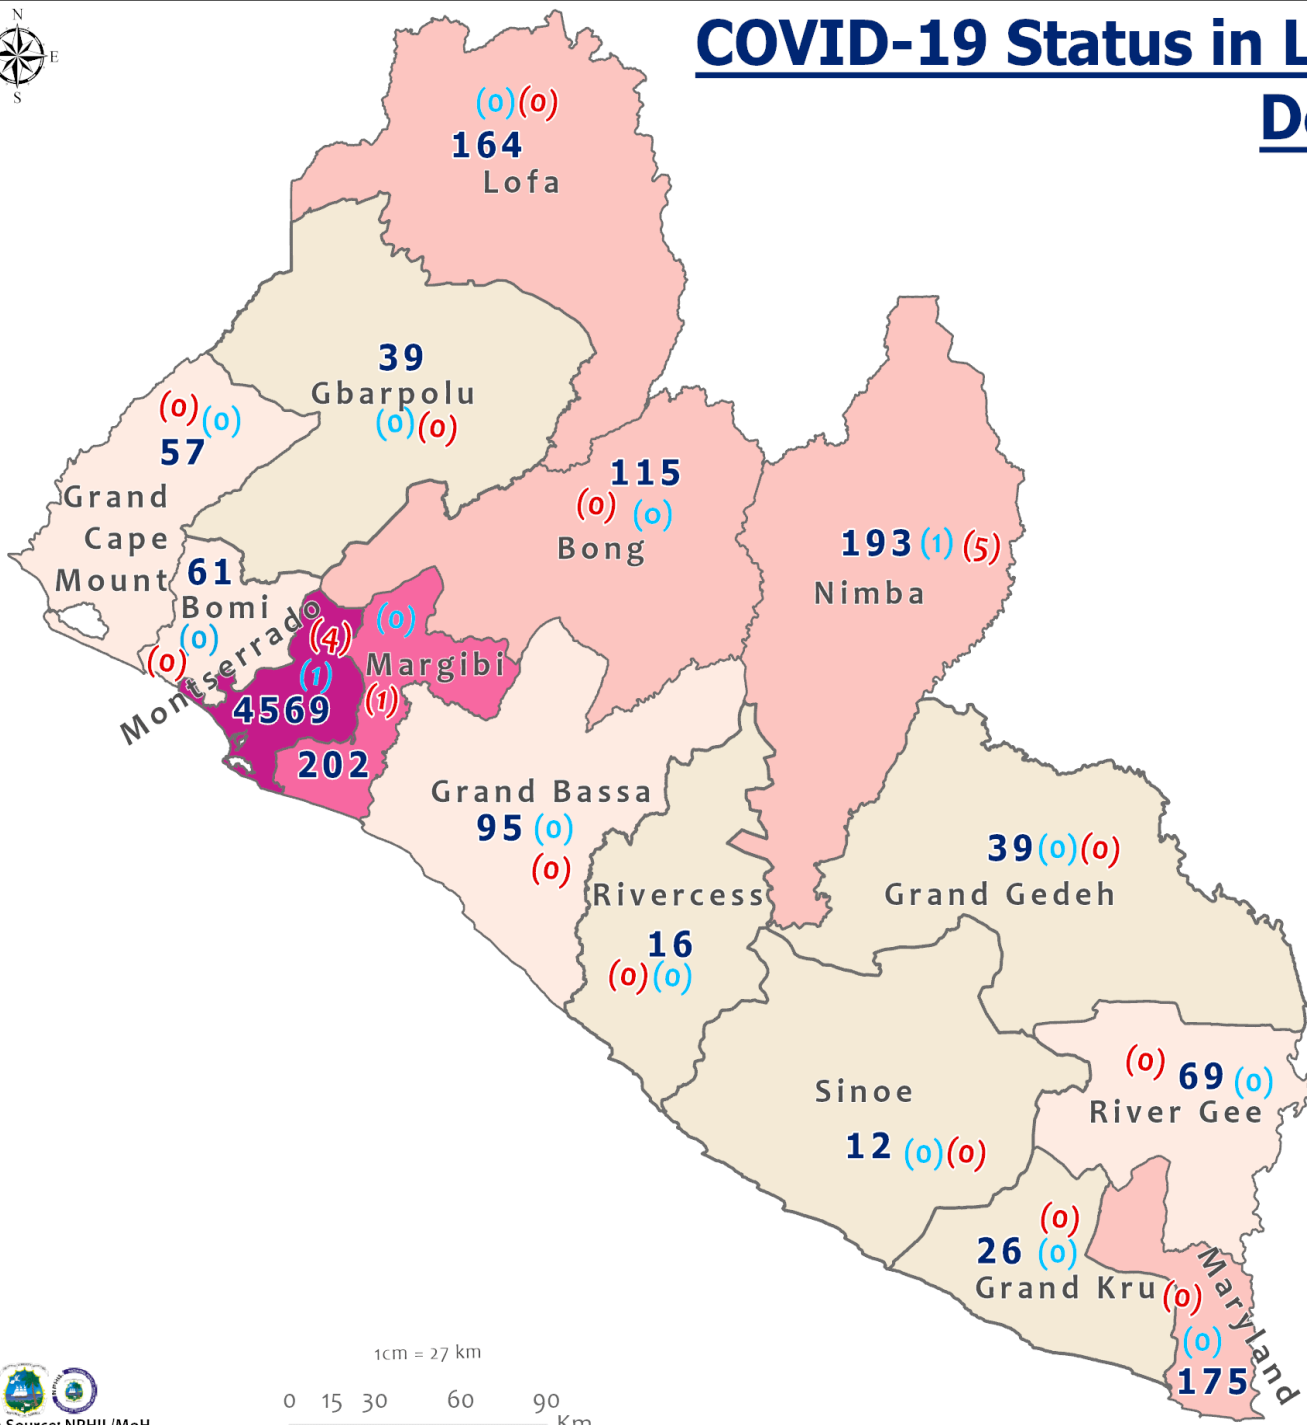 N
E
S
COVID-19 Status in L
D
(0)(0)
164
Lofa
39
Gbarpolu
(0)(0)
(0)(0)
57
Grand
Cape
Mount
115
(0) (0)
Bong
193 (1) (5)
Nimba
61
Bomi
(0)
(0)
Montserrado
(4)
(1)
4569
(0)
Margibi
(1)
202
Grand Bassa
95 (0)
(0)
Rivercess
16
(0)(0)
39(0)(0)
Grand Gedeh
Sinoe
12 (0)(0)
(0) 69 (0)
River Gee
(0)
26 (0)
Grand Kru
Maryland
(0)
(0)
175
1cm = 27 km
0 15 30 60 90
Km
Source: NPHIL/MoH